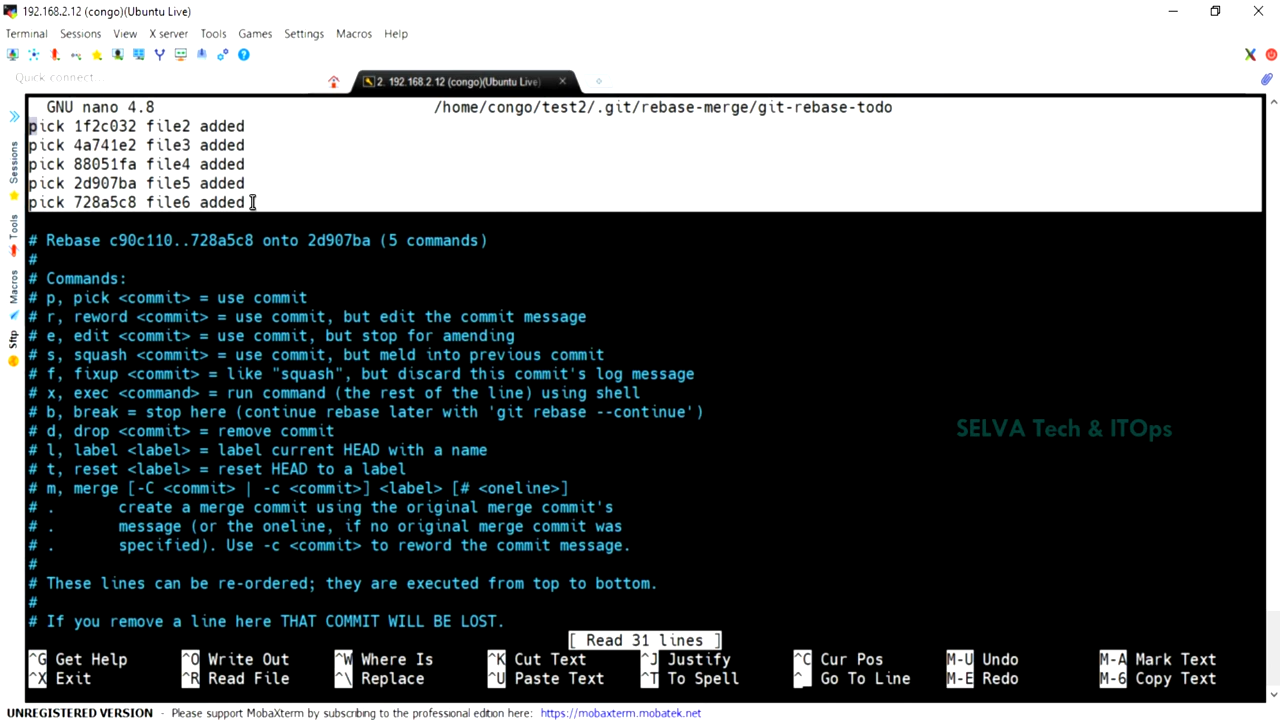 192.168.2.12 (congo)(Ubuntu Live)
Terminal Sessions View X server Tools Games Settings Macros Help
Quick connect...
2. 192.168.2.12 (congo)(Ubuntu Live)
GNU nano 4.8 /home/congo/test2/.git/rebase-merge/git-rebase-todo
pick 1f2c032 file2 added
pick 4a741e2 file3 added
pick 88051fa file4 added
pick 2d907ba file5 added
pick 728a5c8 file6 added
# Rebase c90c110..728a5c8 onto 2d907ba (5 commands)
#
# Commands:
# p, pick <commit> = use commit
# r, reword <commit> = use commit, but edit the commit message
# e, edit <commit> = use commit, but stop for amending
# s, squash <commit> = use commit, but meld into previous commit
# f, fixup <commit> = like "squash", but discard this commit's log message
# x, exec <command> = run command (the rest of the line) using shell
# b, break = stop here (continue rebase later with 'git rebase --continue')
# d, drop <commit> = remove commit
# l, label <label> = label current HEAD with a name
# t, reset <label> = reset HEAD to a label
# m, merge [-C <commit> | -c <commit>] <label> [# <oneline>]
# . create a merge commit using the original merge commit's
# . message (or the oneline, if no original merge commit was
# . specified). Use -c <commit> to reword the commit message.
#
# These lines can be re-ordered; they are executed from top to bottom.
#
# If you remove a line here THAT COMMIT WILL BE LOST.
[ Read 31 lines ]
^G Get Help ^O Write Out ^W Where Is ^K Cut Text ^J Justify ^C Cur Pos M-U Undo M-A Mark Text
^X Exit ^R Read File ^\ Replace ^U Paste Text ^T To Spell ^_ Go To Line M-E Redo M-6 Copy Text
Sessions
Tools
Macros
Sftp
SELVA Tech & ITOps
UNREGISTERED VERSION - Please support MobaXterm by subscribing to the professional edition here: https://mobaxterm.mobatek.net